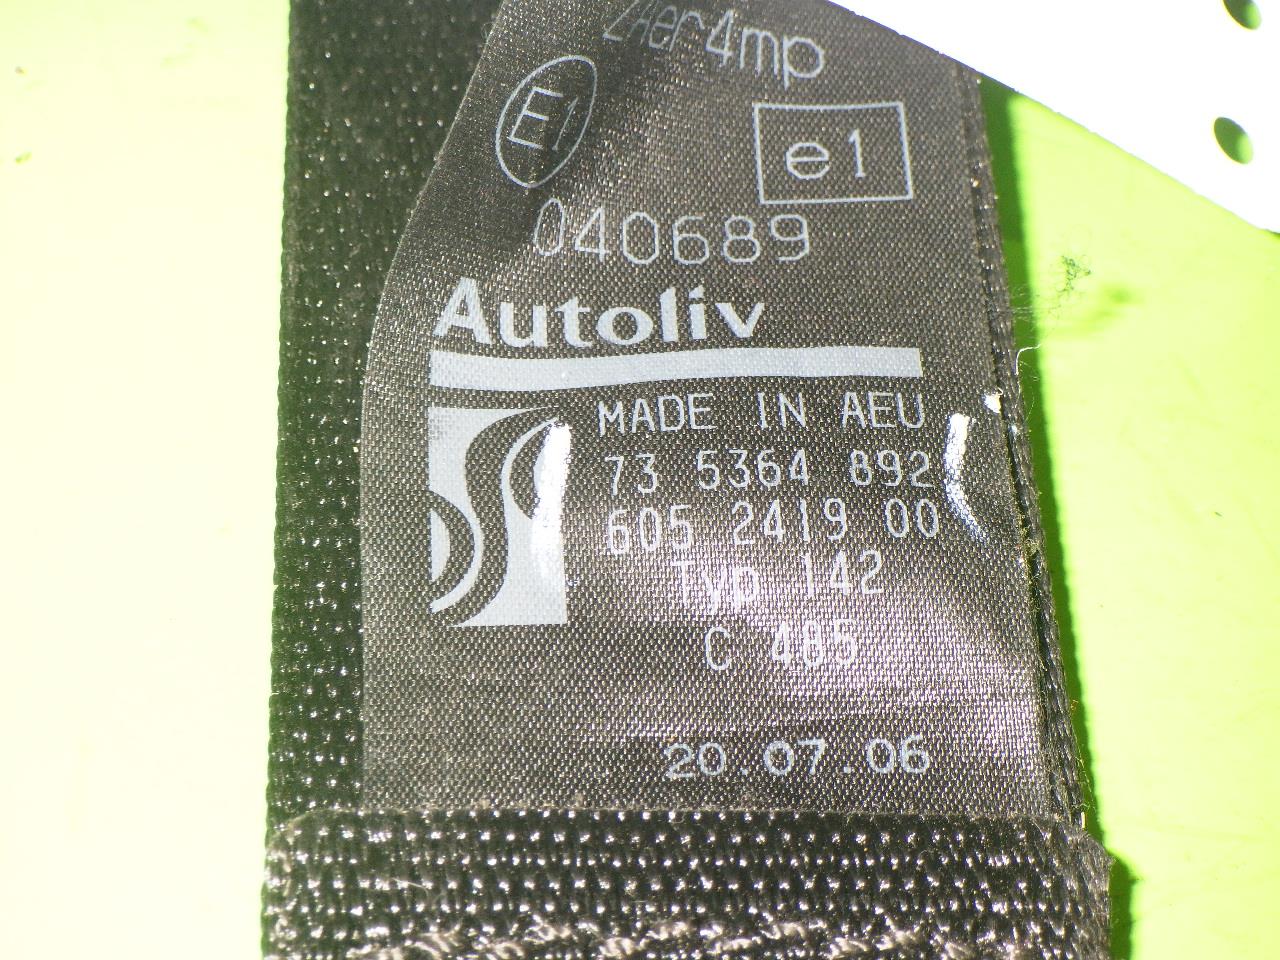 ZAer4mp
E1
e1
040689
Autoliv
MADE IN AEU
73 5364 892
605 2419 00
Typ 142
C 485
20.07.06